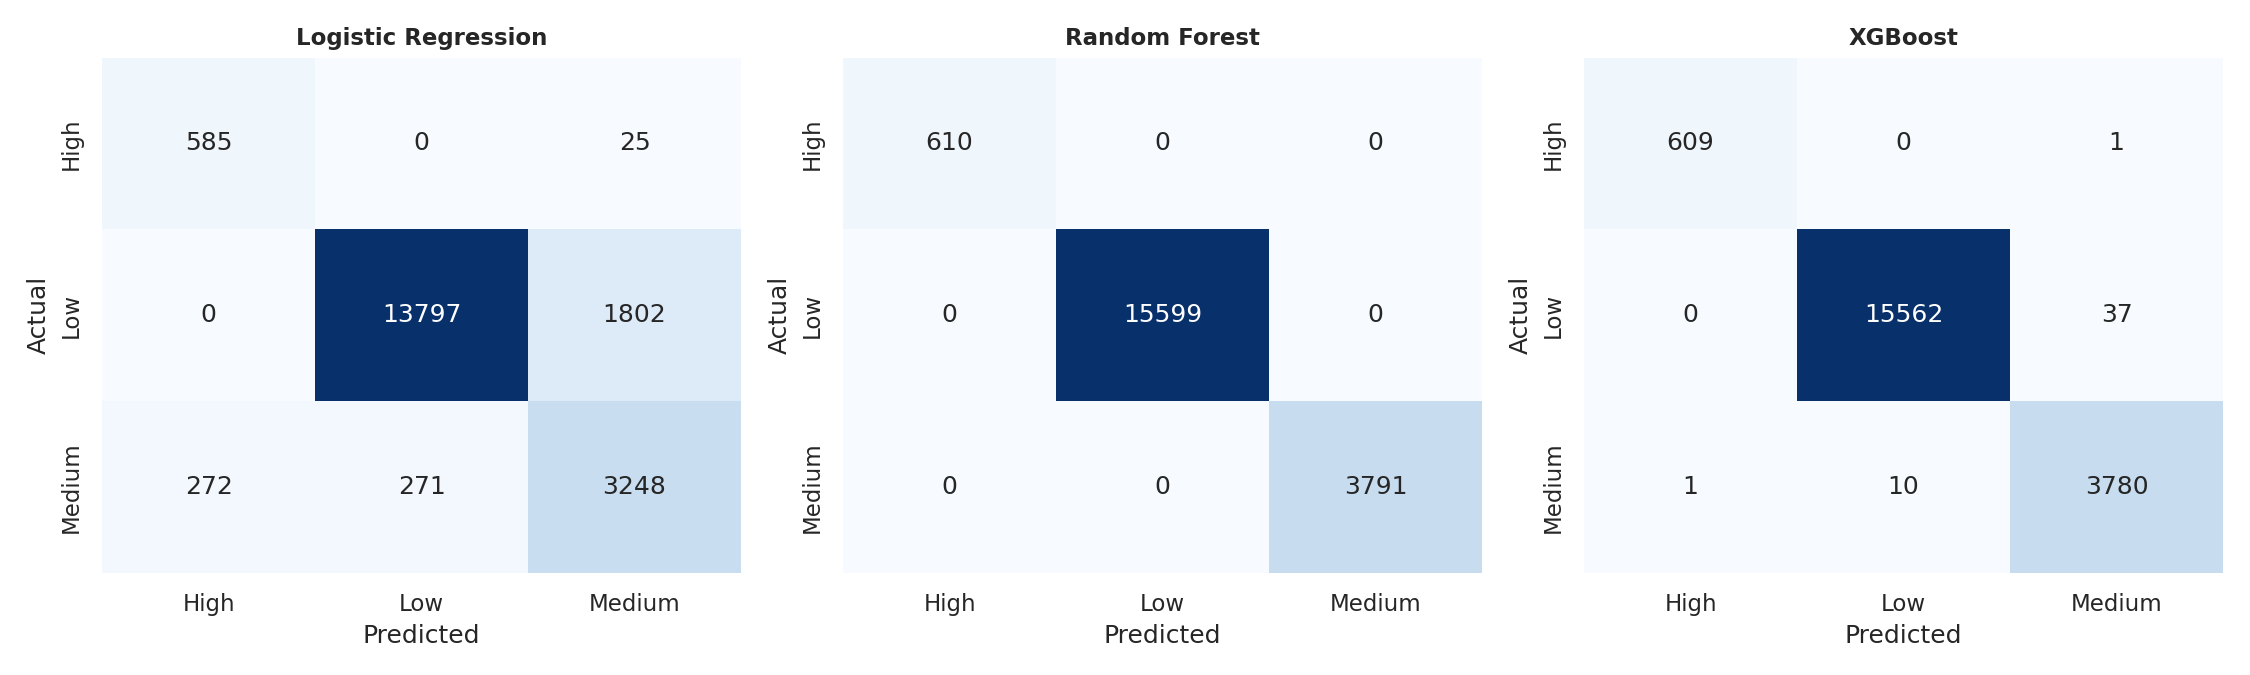 Logistic Regression
High 585 0 25
Low 0 13797 1802
Medium 272 271 3248
Actual
High Low Medium
Predicted
Random Forest
High 610 0 0
Low 0 15599 0
Medium 0 0 3791
Actual
High Low Medium
Predicted
XGBoost
High 609 0 1
Low 0 15562 37
Medium 1 10 3780
Actual
High Low Medium
Predicted